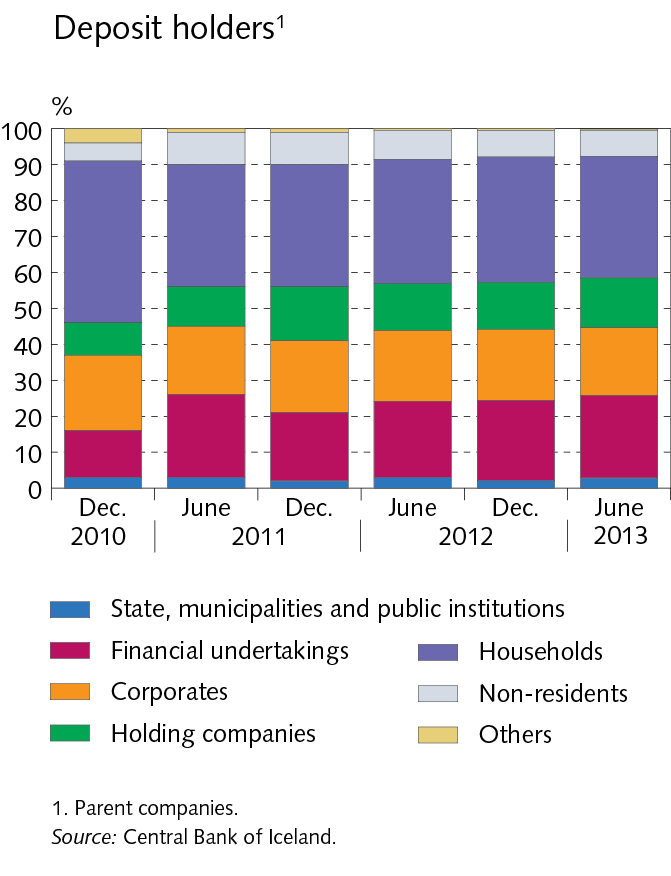 Deposit holders¹
%
100
90
80
70
60
50
40
30
20
10
0
Dec. June Dec. June Dec. June
2010 2011 2012 2013
State, municipalities and public institutions
Financial undertakings Households
Corporates Non-residents
Holding companies Others
1. Parent companies.
Source: Central Bank of Iceland.